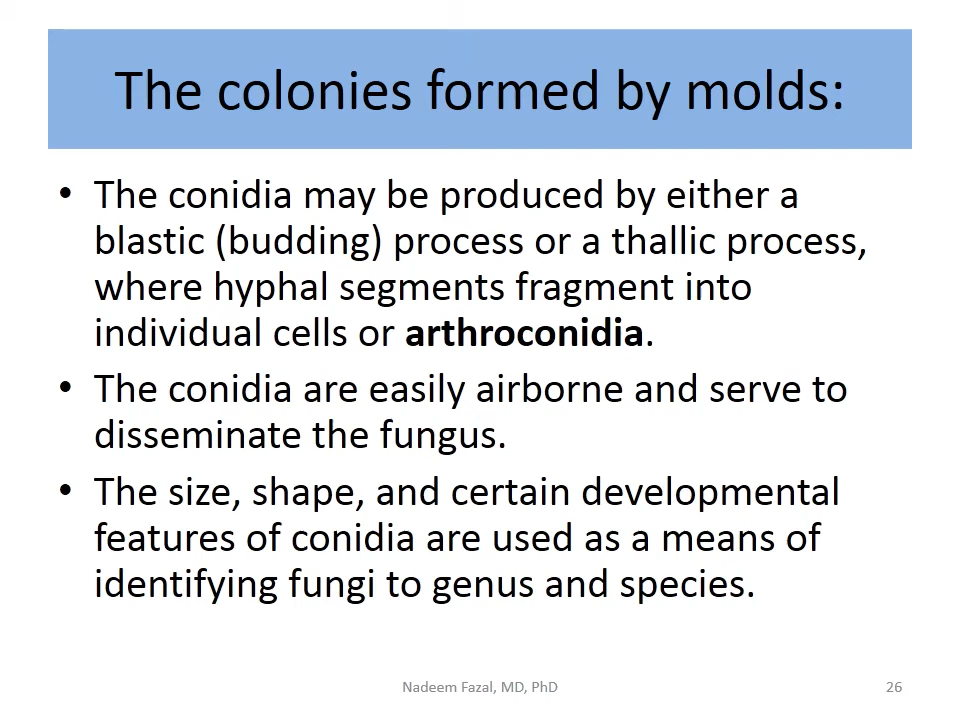 The colonies formed by molds:
• The conidia may be produced by either a
blastic (budding) process or a thallic process,
where hyphal segments fragment into
individual cells or arthroconidia.
• The conidia are easily airborne and serve to
disseminate the fungus.
• The size, shape, and certain developmental
features of conidia are used as a means of
identifying fungi to genus and species.
Nadeem Fazal, MD, PhD
26